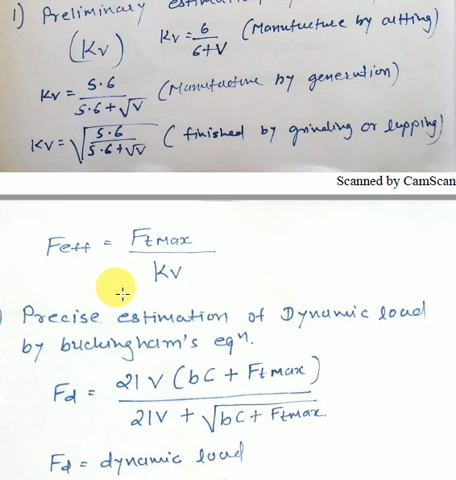 1) Preliminary
(Kv) Kv = 6/(6+V) (Manufacture by cutting)
Kv = 5.6/(5.6+√V) (Manufacture by generation)
Kv = √(5.6/(5.6+√V)) (finished by grinding or lapping)
Scanned by CamScan
Feff = Ftmax/Kv
Precise estimation of Dynamic load
by buckingham's eqn.
Fd = 21V(bC + Ftmax)/(21V + √(bC + Ftmax))
Fd = dynamic load